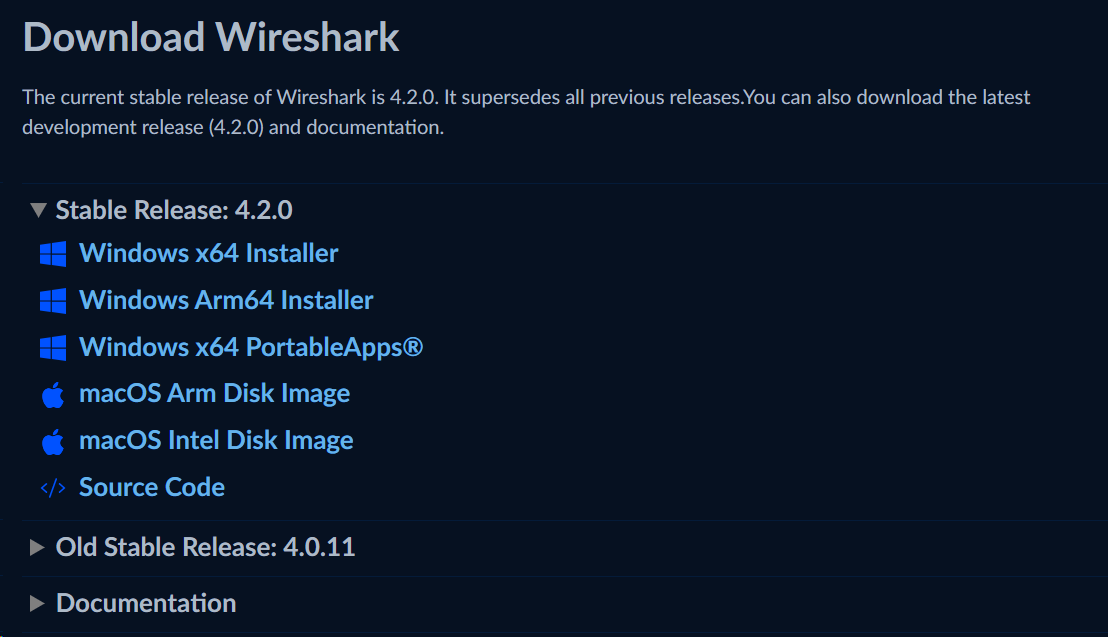 Download Wireshark
The current stable release of Wireshark is 4.2.0. It supersedes all previous releases.You can also download the latest
development release (4.2.0) and documentation.
Stable Release: 4.2.0
Windows x64 Installer
Windows Arm64 Installer
Windows x64 PortableApps®
macOS Arm Disk Image
macOS Intel Disk Image
Source Code
Old Stable Release: 4.0.11
Documentation